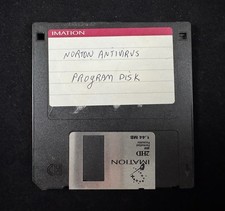 IMATION
NORTON ANTIVIRUS
PROGRAM DISK
IMATION
2HD
1.44 MB